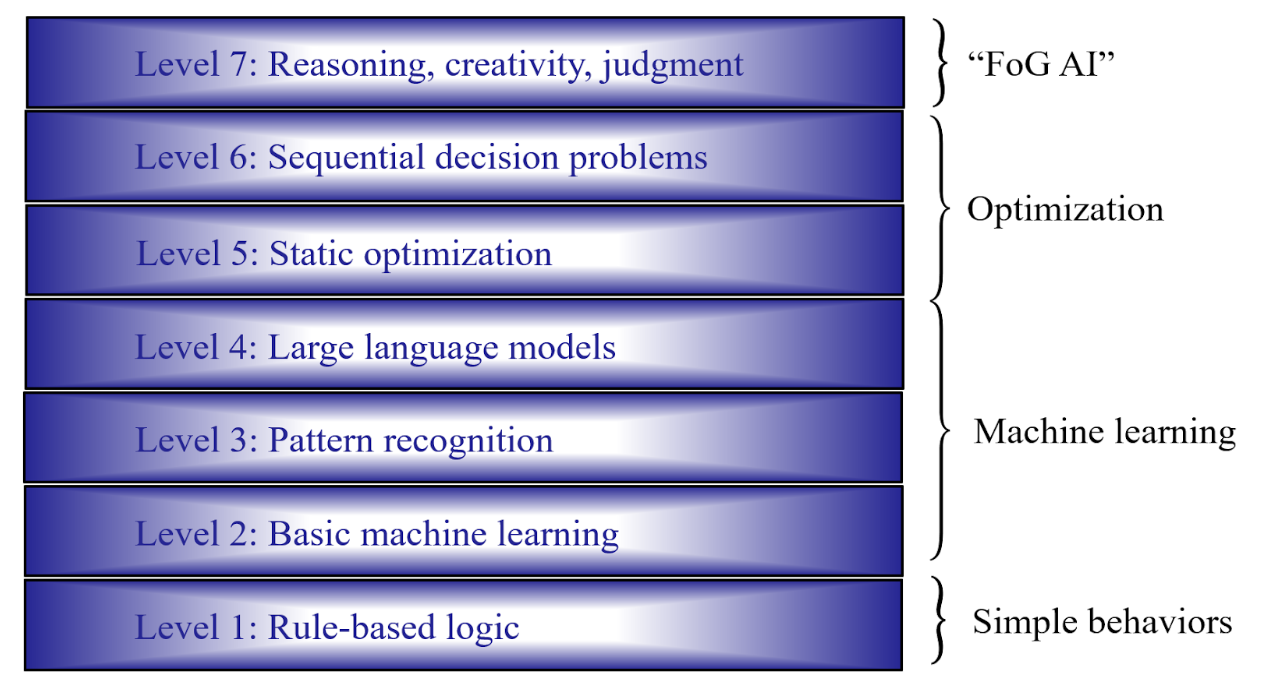 Level 7: Reasoning, creativity, judgment
“FoG AI”
Level 6: Sequential decision problems
Optimization
Level 5: Static optimization
Level 4: Large language models
Level 3: Pattern recognition
Machine learning
Level 2: Basic machine learning
Level 1: Rule-based logic
Simple behaviors